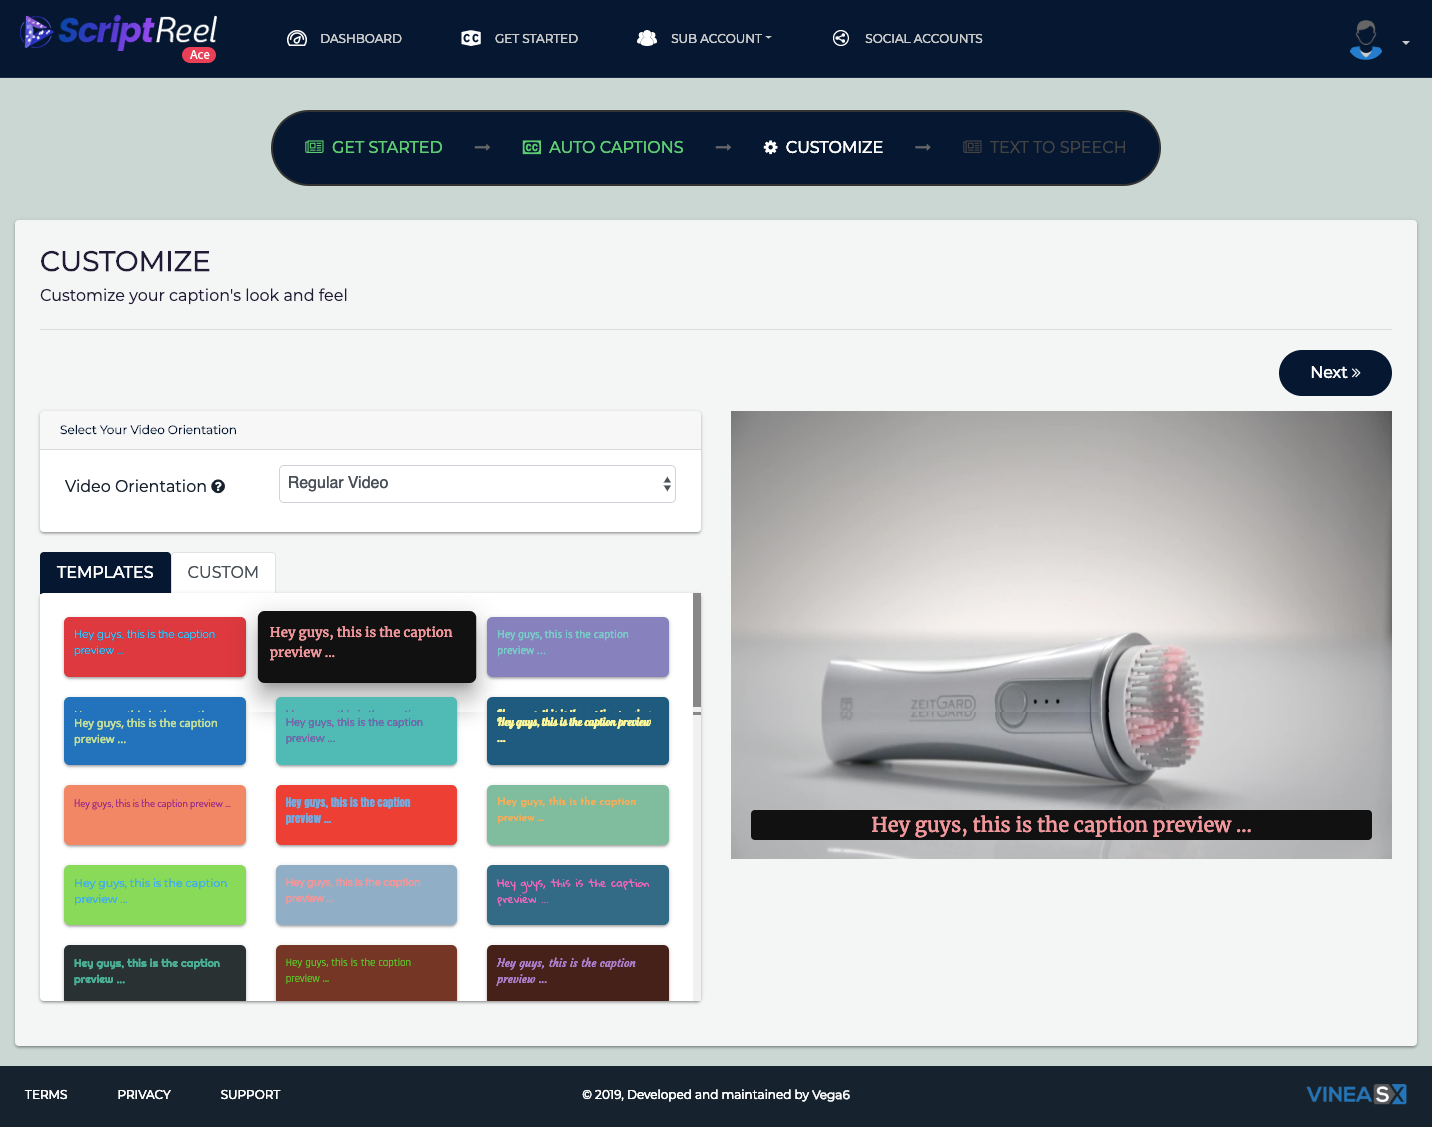 ScriptReel
Ace
DASHBOARD
GET STARTED
SUB ACCOUNT
SOCIAL ACCOUNTS
GET STARTED
AUTO CAPTIONS
CUSTOMIZE
TEXT TO SPEECH
CUSTOMIZE
Customize your caption's look and feel
Next »
Select Your Video Orientation
Video Orientation
Regular Video
TEMPLATES
CUSTOM
Hey guys, this is the caption
preview ...
Hey guys, this is the caption
preview ...
Hey guys, this is the caption
preview ...
Hey guys, this is the caption
preview ...
Hey guys, this is the caption
preview ...
Hey guys, this is the caption preview
...
Hey guys, this is the caption preview ...
Hey guys, this is the caption
preview ...
Hey guys, this is the caption
preview ...
Hey guys, this is the caption
preview ...
Hey guys, this is the caption
preview ...
Hey guys, this is the caption
preview ...
Hey guys, this is the caption
preview ...
Hey guys, this is the caption
preview ...
Hey guys, this is the caption
preview ...
ZEITGARD
Hey guys, this is the caption preview ...
TERMS
PRIVACY
SUPPORT
© 2019, Developed and maintained by Vega6
VINEASX